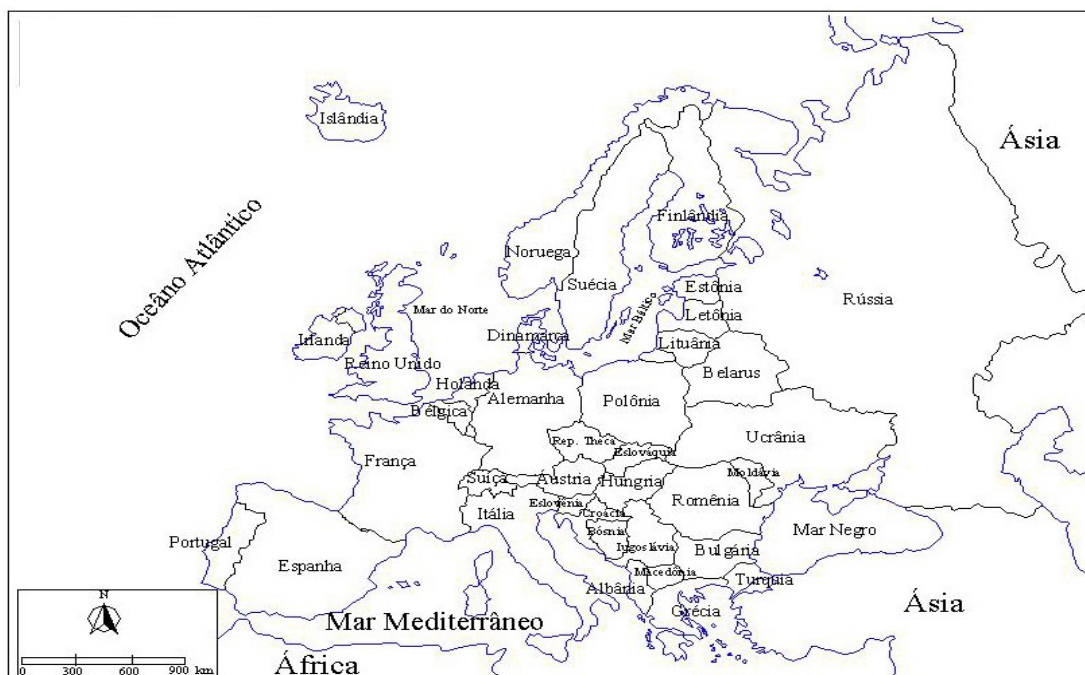 Islândia
Ásia
Oceâno Atlântico
Finlândia
Noruega
Suécia
Estônia
Rússia
Mar do Norte
Mar Báltico
Letônia
Irlanda
Dinamarca
Lituânia
Reino Unido
Belarus
Holanda
Alemanha
Polônia
Bélgica
Ucrânia
Rep. Theca
Eslováquia
França
Moldávia
Suiça
Áustria
Hungria
Romênia
Eslovênia
Croácia
Itália
Bósnia
Mar Negro
Portugal
Iugoslávia
Bulgária
Espanha
Macedônia
Albânia
Turquia
Ásia
Grécia
N
Mar Mediterrâneo
África
0 300 600 900 km